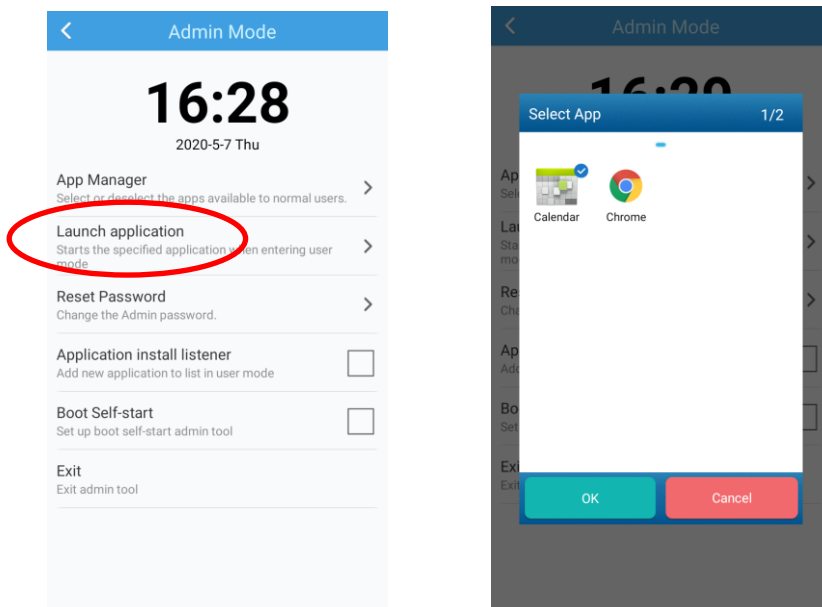 Admin Mode
16:28
2020-5-7 Thu
App Manager
Select or deselect the apps available to normal users.
Launch application
Starts the specified application when entering user
mode
Reset Password
Change the Admin password.
Application install listener
Add new application to list in user mode
Boot Self-start
Set up boot self-start admin tool
Exit
Exit admin tool
Admin Mode
Select App 1/2
Calendar Chrome
OK Cancel